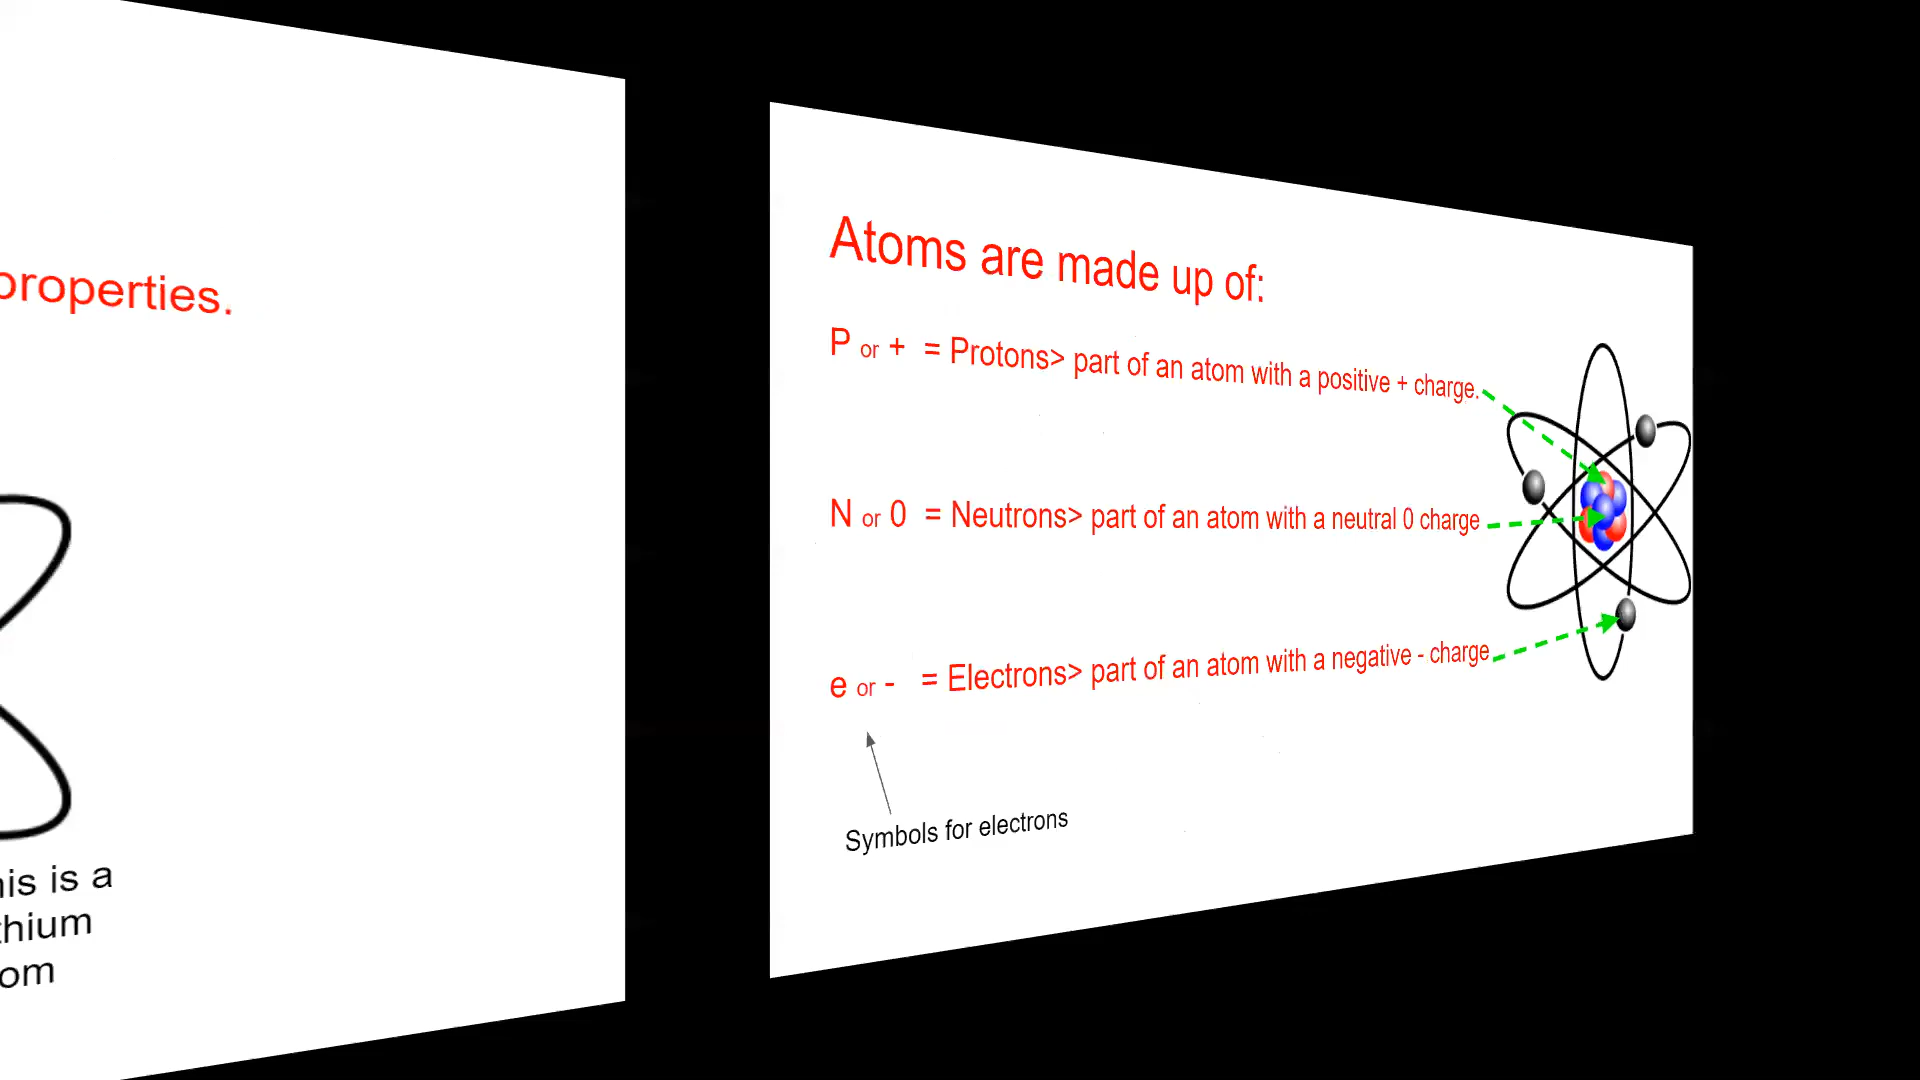 properties.
is a
om
Atoms are made up of:
P or + = Protons> part of an atom with a positive + charge.
N or 0 = Neutrons> part of an atom with a neutral 0 charge
e or - = Electrons> part of an atom with a negative - charge
Symbols for electrons